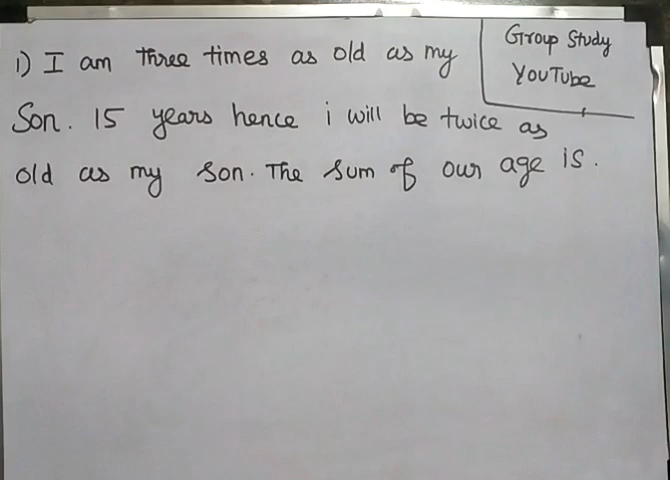 1) I am three times as old as my
Son. 15 years hence i will be twice as
old as my son. The sum of our age is.
Group Study
YouTube